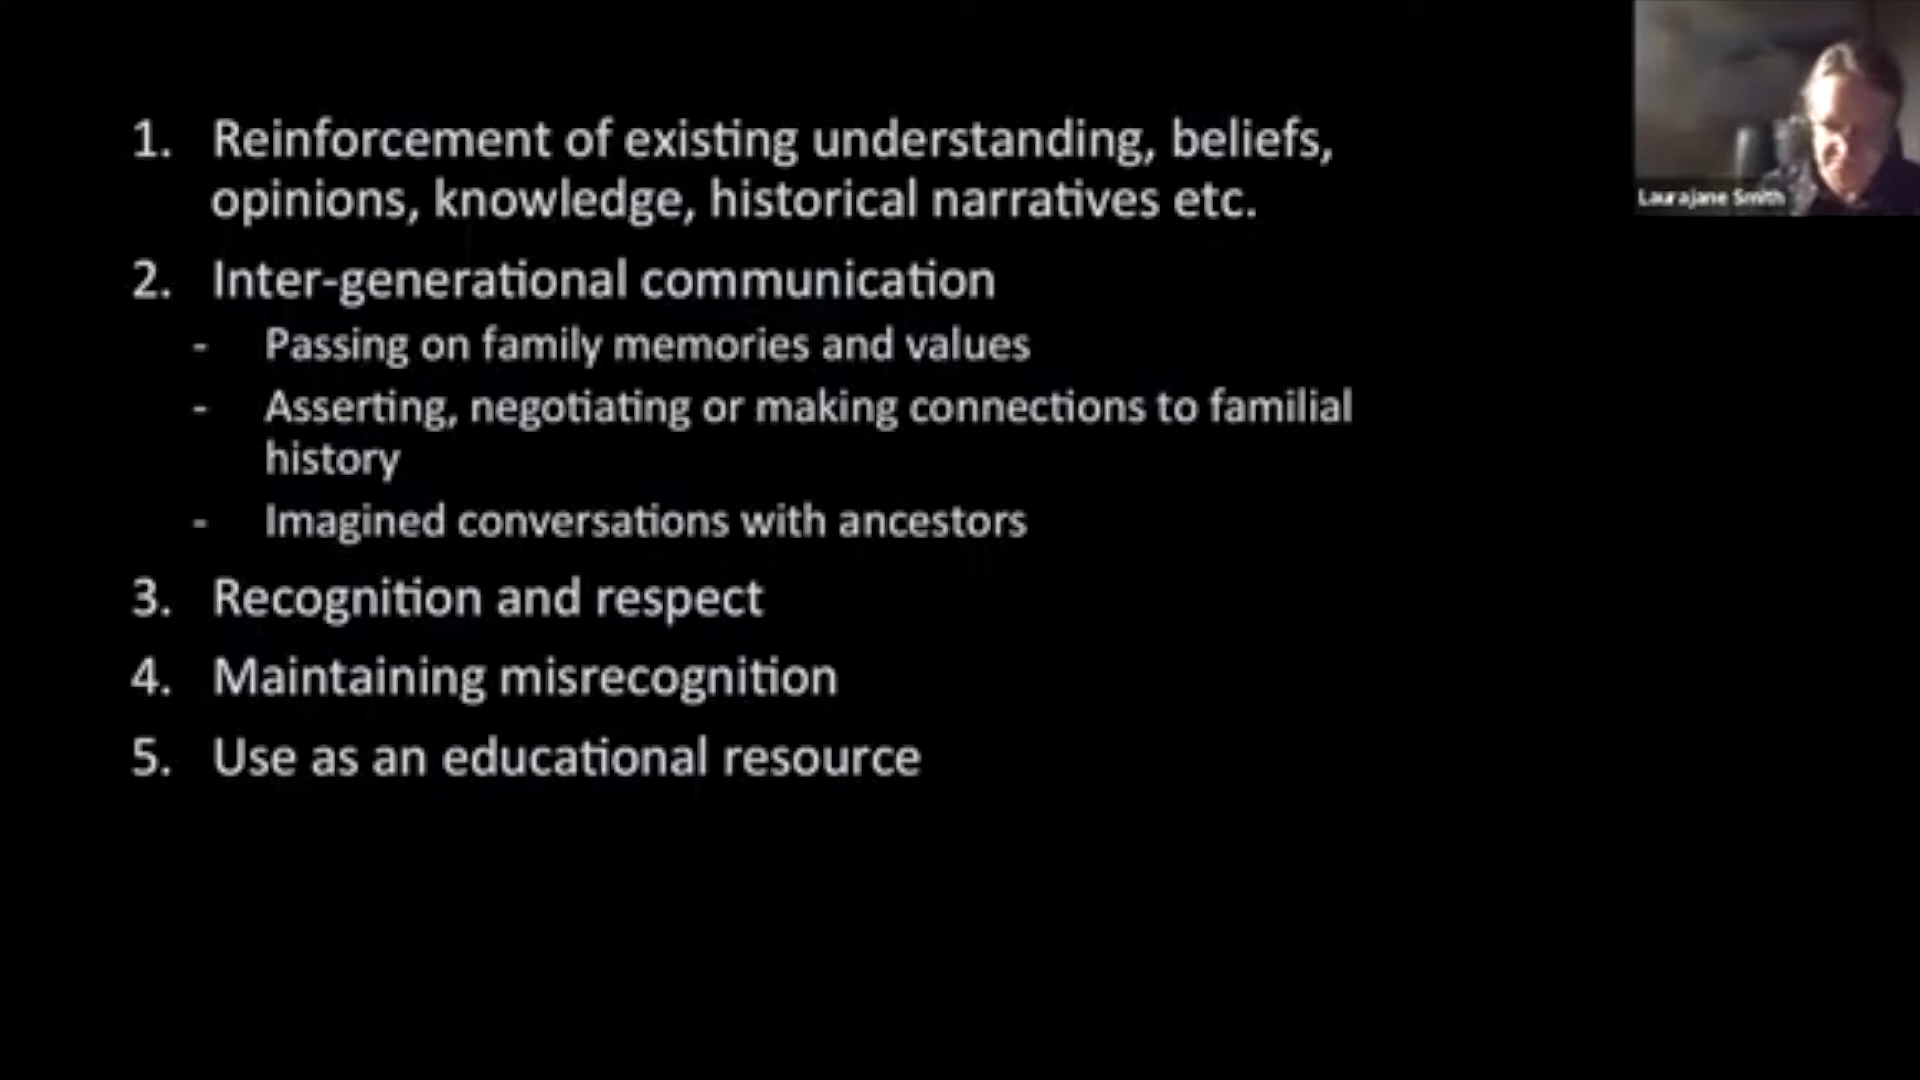 1. Reinforcement of existing understanding, beliefs,
opinions, knowledge, historical narratives etc.
2. Inter-generational communication
- Passing on family memories and values
- Asserting, negotiating or making connections to familial
history
- Imagined conversations with ancestors
3. Recognition and respect
4. Maintaining misrecognition
5. Use as an educational resource
Laurajane Smith